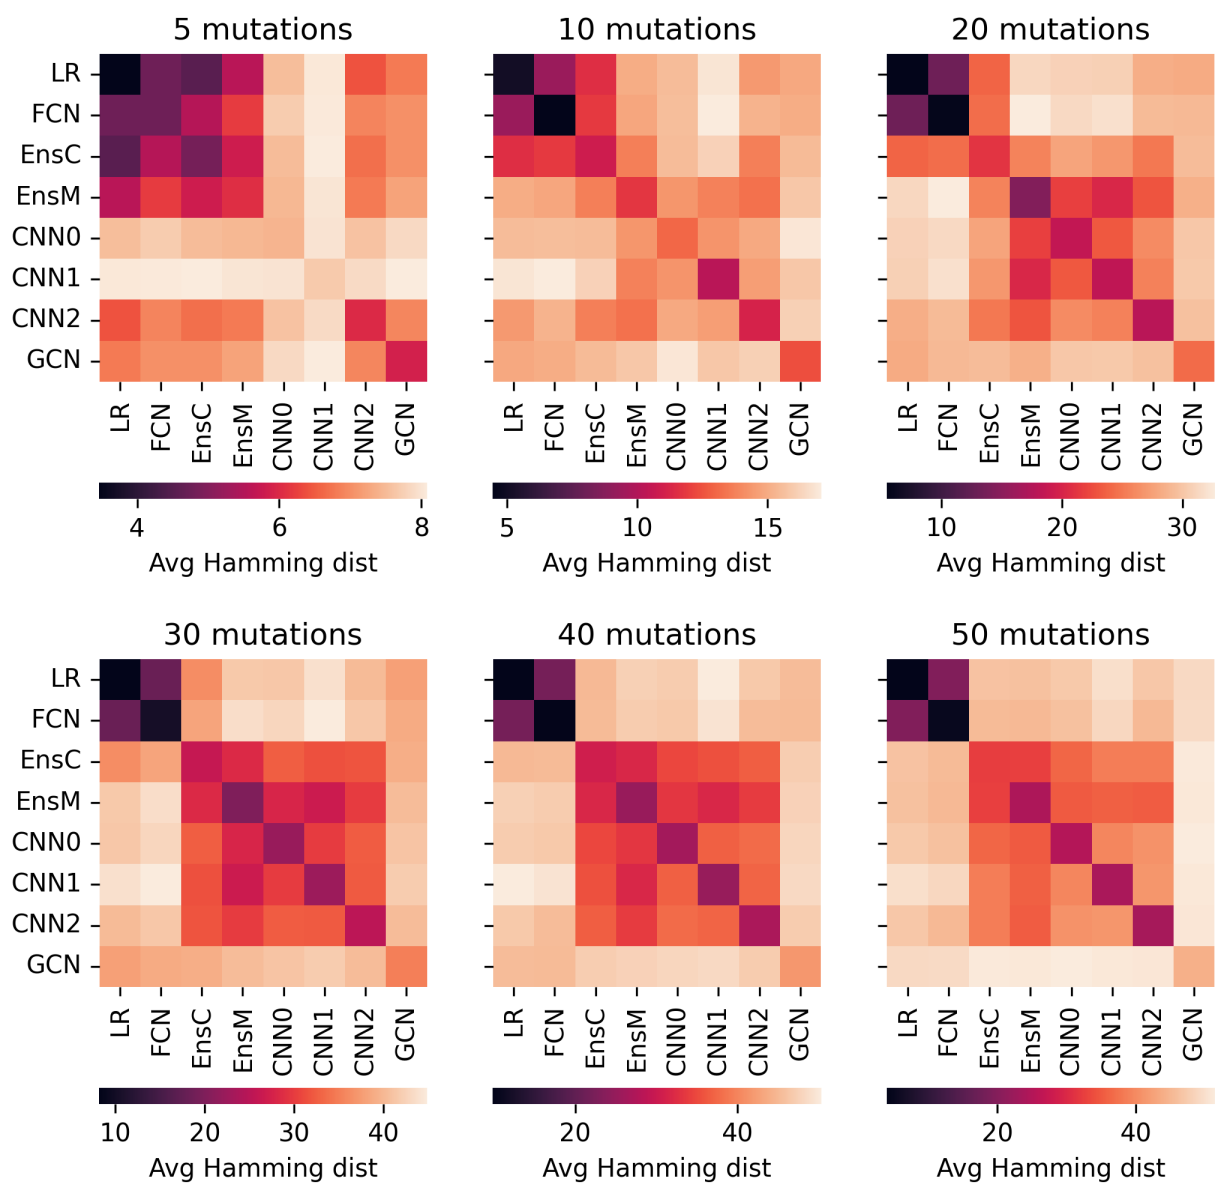 5 mutations 10 mutations 20 mutations
LR
FCN
EnsC
EnsM
CNN0
CNN1
CNN2
GCN
LR FCN EnsC EnsM CNN0 CNN1 CNN2 GCN LR FCN EnsC EnsM CNN0 CNN1 CNN2 GCN LR FCN EnsC EnsM CNN0 CNN1 CNN2 GCN
4 6 8 5 10 15 10 20 30
Avg Hamming dist Avg Hamming dist Avg Hamming dist
30 mutations 40 mutations 50 mutations
LR
FCN
EnsC
EnsM
CNN0
CNN1
CNN2
GCN
LR FCN EnsC EnsM CNN0 CNN1 CNN2 GCN LR FCN EnsC EnsM CNN0 CNN1 CNN2 GCN LR FCN EnsC EnsM CNN0 CNN1 CNN2 GCN
10 20 30 40 20 40 20 40
Avg Hamming dist Avg Hamming dist Avg Hamming dist